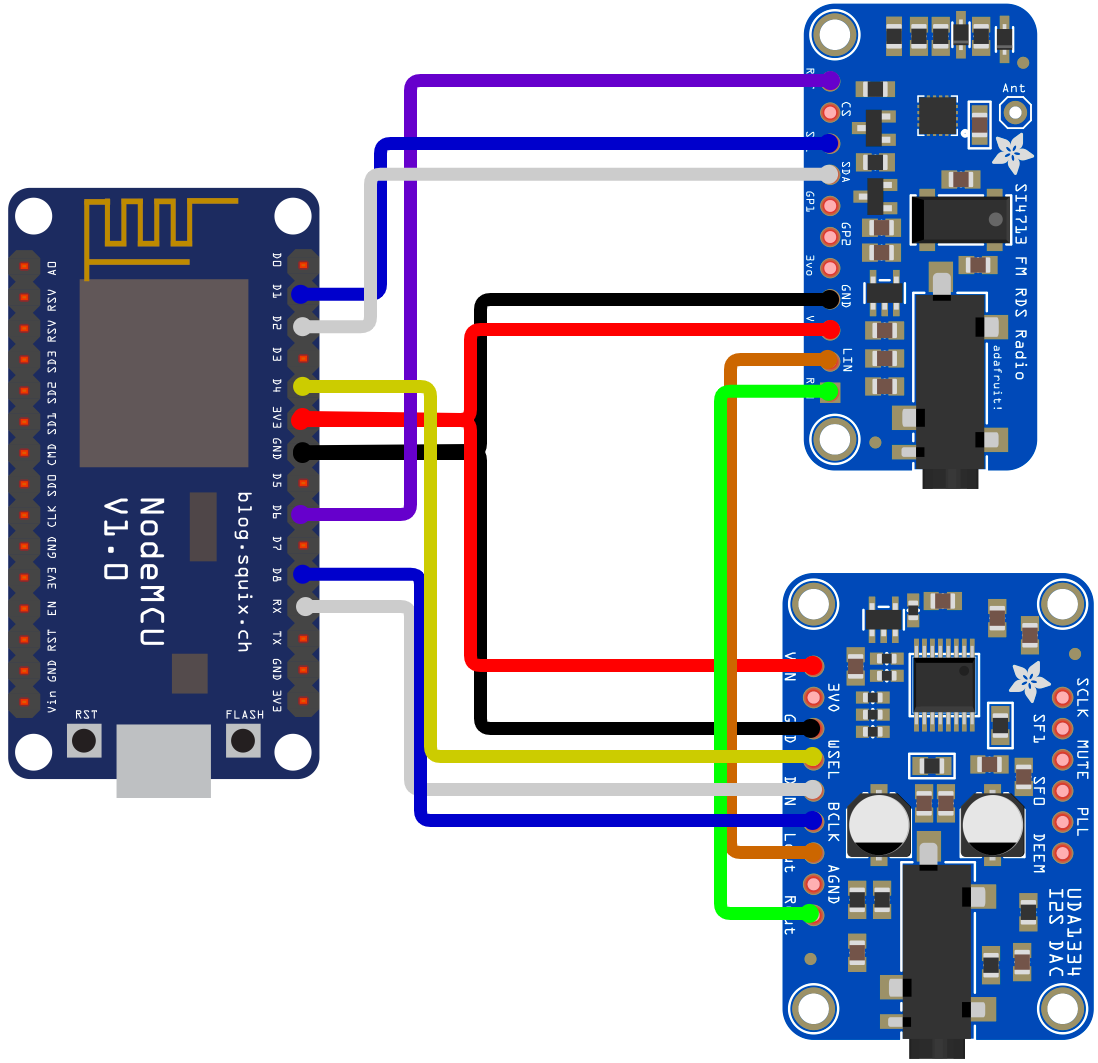 A0
RSV
RSV
SD3
SD2
SD1
CMD
SD0
CLK
GND
3V3
EN
RST
GND
Vin
D0
D1
D2
D3
D4
3V3
GND
D5
D6
D7
D8
RX
TX
GND
3V3
NodeMCU
V1.0
blog.squix.ch
RST
FLASH
CS
SDA
GP1
GP2
3vo
GND
LIN
Ant
SI4713 FM RDS Radio
adafruit!
3VO
WSEL
BCLK
AGND
SCLK
SF1
MUTE
SF0
PLL
DEEM
UDA1334
I2S DAC